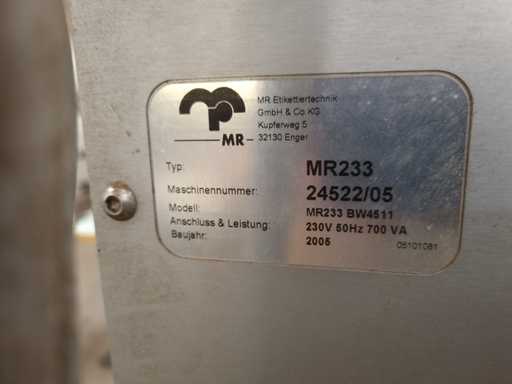 MR
MR Etikettiertechnik
GmbH & Co.KG
Kupferweg 5
32130 Enger
Typ: MR233
Maschinennummer: 24522/05
Modell: MR233 BW4511
Anschluss & Leistung: 230V 50Hz 700 VA
Baujahr: 2005
05101081